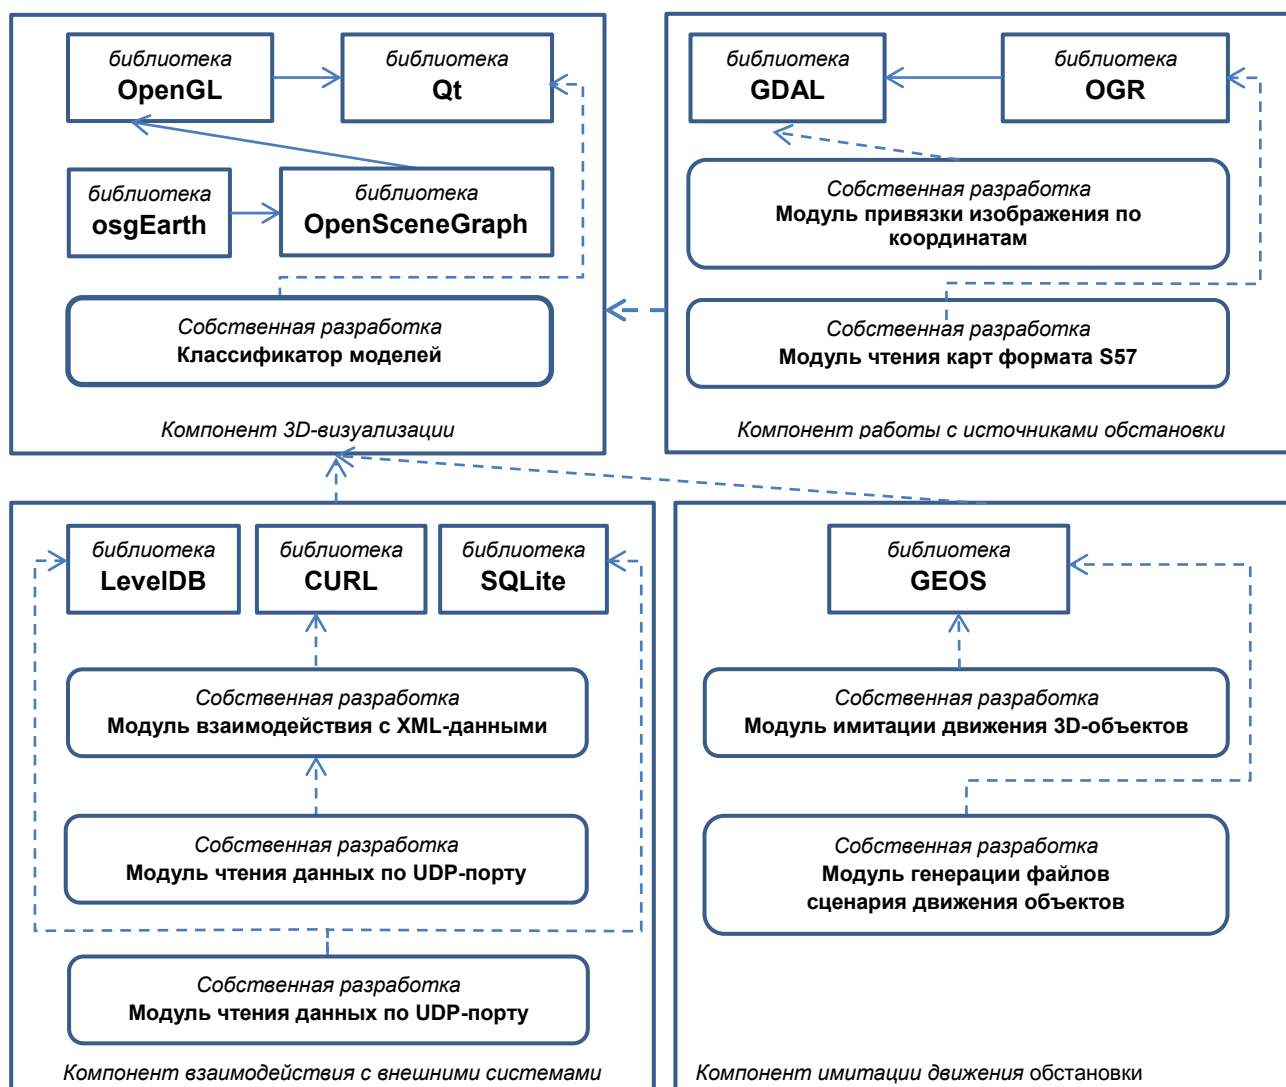 библиотека
OpenGL
библиотека
Qt
библиотека
osgEarth
библиотека
OpenSceneGraph
Собственная разработка
Классификатор моделей
Компонент 3D-визуализации
библиотека
GDAL
библиотека
OGR
Собственная разработка
Модуль привязки изображения по
координатам
Собственная разработка
Модуль чтения карт формата S57
Компонент работы с источниками обстановки
библиотека
LevelDB
библиотека
CURL
библиотека
SQLite
Собственная разработка
Модуль взаимодействия с XML-данными
Собственная разработка
Модуль чтения данных по UDP-порту
Собственная разработка
Модуль чтения данных по UDP-порту
Компонент взаимодействия с внешними системами
библиотека
GEOS
Собственная разработка
Модуль имитации движения 3D-объектов
Собственная разработка
Модуль генерации файлов
сценария движения объектов
Компонент имитации движения обстановки